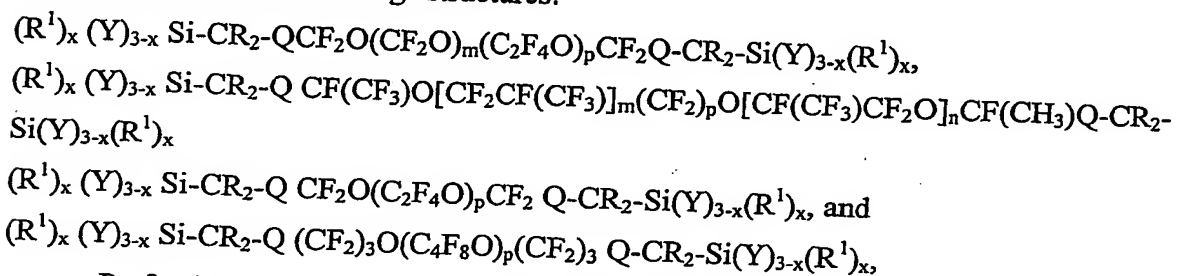 (R¹)ₓ (Y)₃₋ₓ Si-CR₂-QCF₂O(CF₂O)ₘ(C₂F₄O)ₚCF₂Q-CR₂-Si(Y)₃₋ₓ(R¹)ₓ,
(R¹)ₓ (Y)₃₋ₓ Si-CR₂-Q CF(CF₃)O[CF₂CF(CF₃)]ₘ(CF₂)ₚO[CF(CF₃)CF₂O]ₙCF(CH₃)Q-CR₂-
Si(Y)₃₋ₓ(R¹)ₓ
(R¹)ₓ (Y)₃₋ₓ Si-CR₂-Q CF₂O(C₂F₄O)ₚCF₂ Q-CR₂-Si(Y)₃₋ₓ(R¹)ₓ, and
(R¹)ₓ (Y)₃₋ₓ Si-CR₂-Q (CF₂)₃O(C₄F₈O)ₚ(CF₂)₃ Q-CR₂-Si(Y)₃₋ₓ(R¹)ₓ,